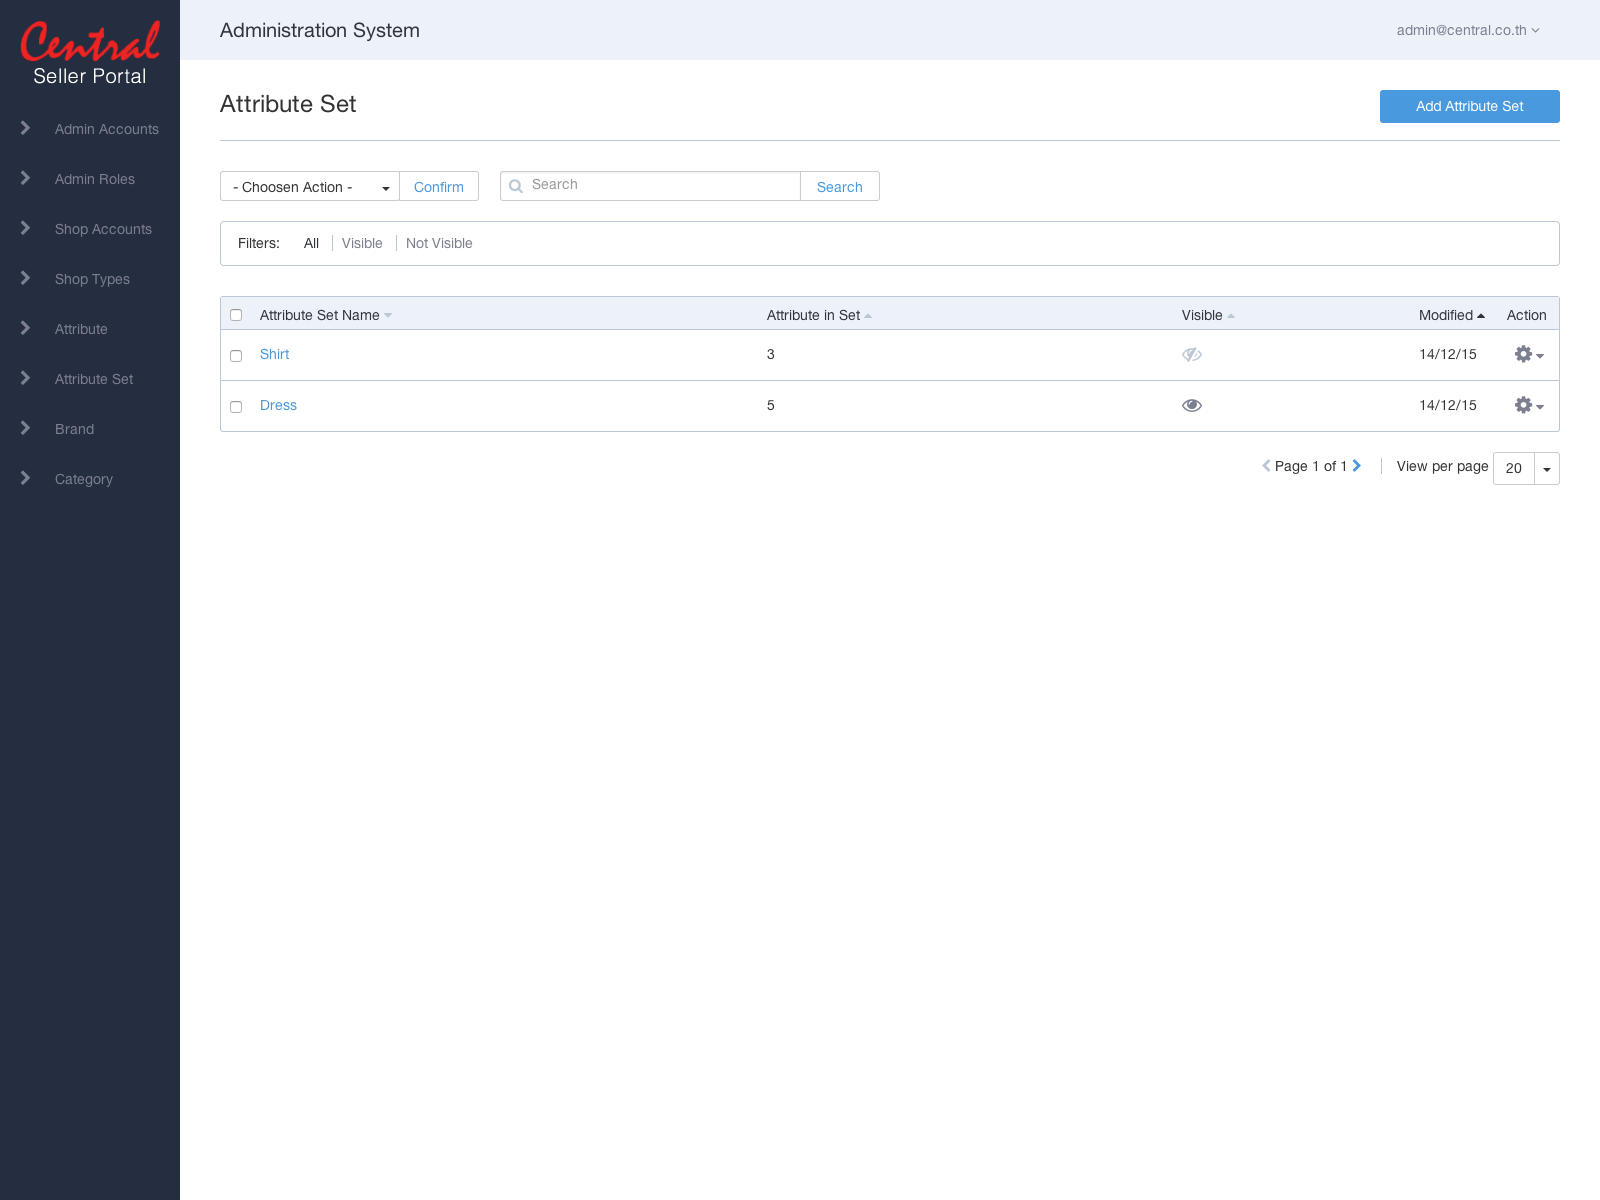 Central
Seller Portal
Admin Accounts
Admin Roles
Shop Accounts
Shop Types
Attribute
Attribute Set
Brand
Category
Administration System
admin@central.co.th
Attribute Set
Add Attribute Set
- Choosen Action -
Confirm
Search
Search
Filters: All Visible Not Visible
Attribute Set Name Attribute in Set Visible Modified Action
Shirt 3 14/12/15
Dress 5 14/12/15
Page 1 of 1 View per page 20